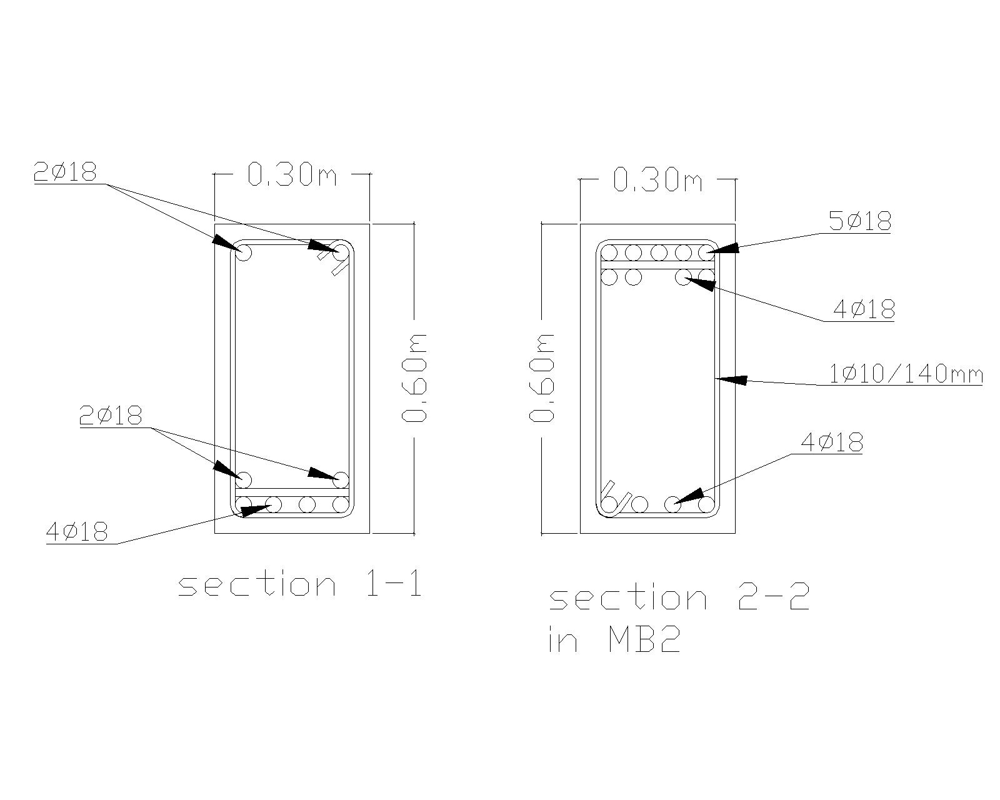 2ø18
0.30m
0.60m
2ø18
4ø18
section 1-1
0.30m
5ø18
4ø18
0.60m
1ø10/140mm
4ø18
section 2-2
in MB2